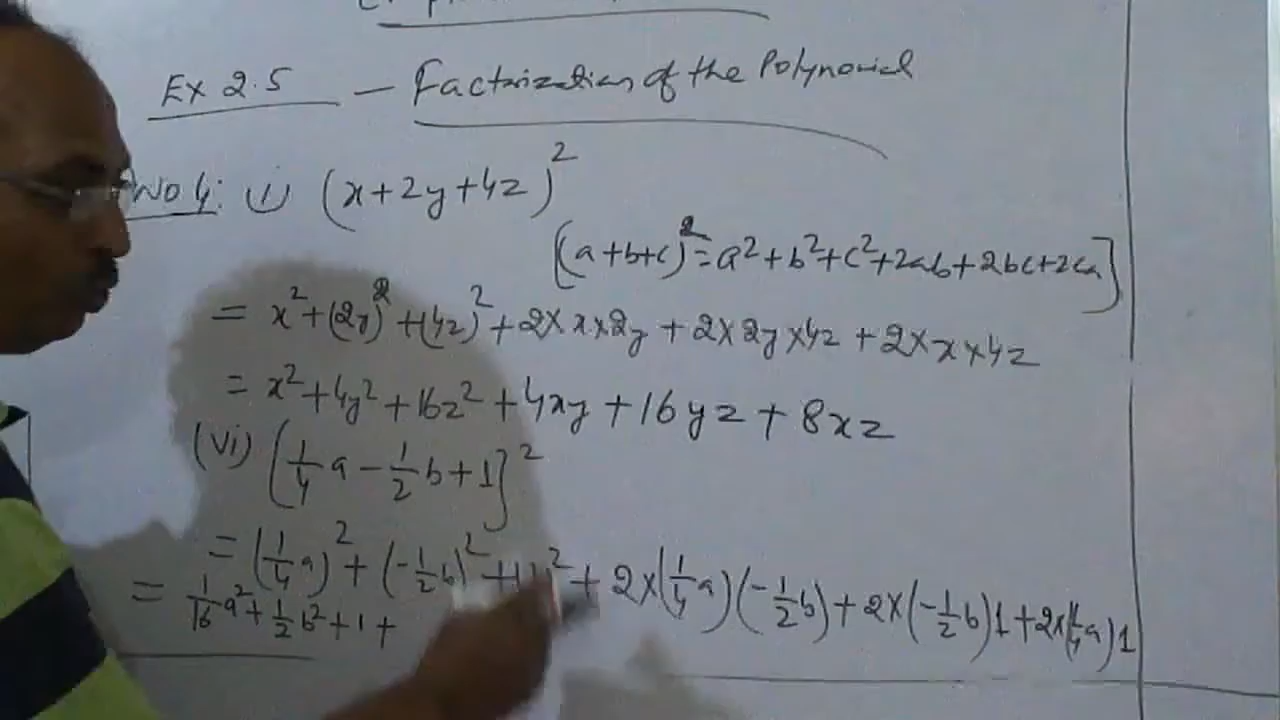 Ex 2.5 — Factorization of the Polynomial
No 4: (i) (x+2y+4z)²
[(a+b+c)²=a²+b²+c²+2ab+2bc+2ca]
= x²+(2y)²+(4z)²+2×x×2y+2×2y×4z+2×x×4z
= x²+4y²+16z²+4xy+16yz+8xz
(vi) [1/4 a - 1/2 b+1]²
= (1/4 a)²+(-1/2 b)²+(1)²+2×(1/4 a)(-1/2 b)+2×(-1/2 b)1+2×(1/4 a)1
= 1/16 a²+1/2 b²+1+